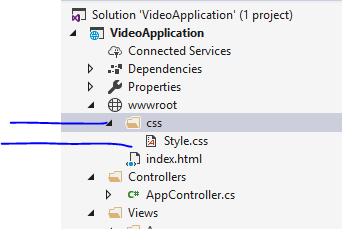 Solution 'VideoApplication' (1 project)
VideoApplication
Connected Services
Dependencies
Properties
wwwroot
css
Style.css
index.html
Controllers
C# AppController.cs
Views